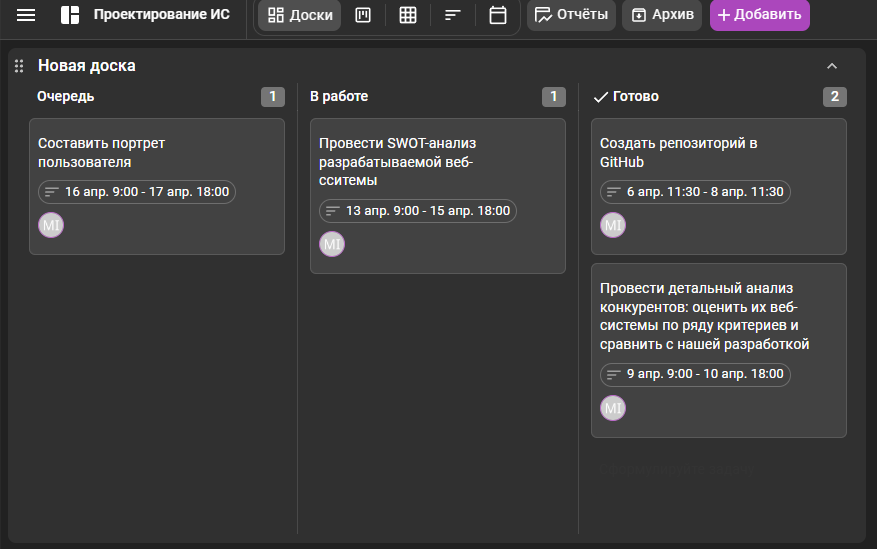 Проектирование ИС
Доски
Отчёты
Архив
+ Добавить
Новая доска
Очередь 1
Составить портрет
пользователя
16 апр. 9:00 - 17 апр. 18:00
MI
В работе 1
Провести SWOT-анализ
разрабатываемой веб-
сситемы
13 апр. 9:00 - 15 апр. 18:00
MI
Готово 2
Создать репозиторий в
GitHub
6 апр. 11:30 - 8 апр. 11:30
MI
Провести детальный анализ
конкурентов: оценить их веб-
системы по ряду критериев и
сравнить с нашей разработкой
9 апр. 9:00 - 10 апр. 18:00
MI